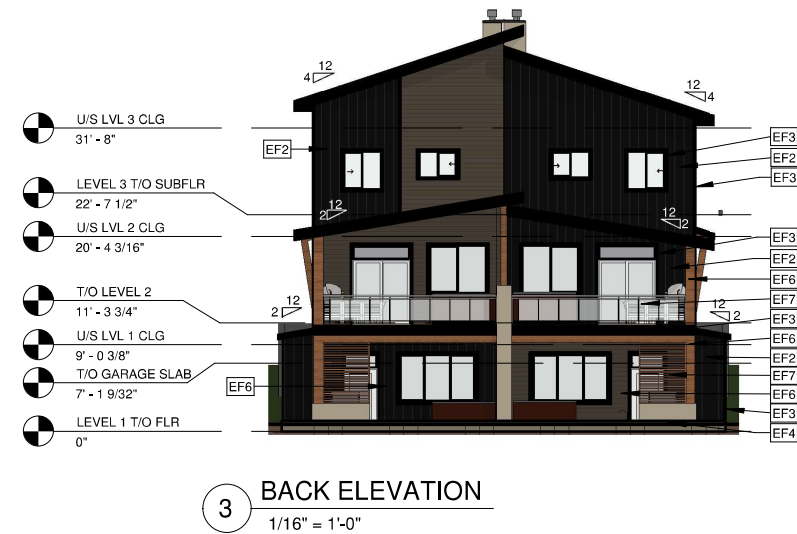 12
4
12
4
U/S LVL 3 CLG
31' - 8"
EF2
EF3
EF2
EF3
LEVEL 3 T/O SUBFLR
22' - 7 1/2"
12
2
12
2
U/S LVL 2 CLG
20' - 4 3/16"
EF3
EF2
EF6
EF7
T/O LEVEL 2
11' - 3 3/4"
12
2
12
2
EF3
U/S LVL 1 CLG
9' - 0 3/8"
EF6
EF2
T/O GARAGE SLAB
7' - 1 9/32"
EF6
EF7
EF6
EF3
LEVEL 1 T/O FLR
0"
EF4
3
BACK ELEVATION
1/16" = 1'-0"